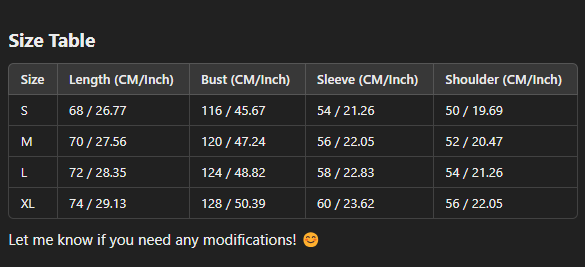 Size Table
Size Length (CM/Inch) Bust (CM/Inch) Sleeve (CM/Inch) Shoulder (CM/Inch)
S 68 / 26.77 116 / 45.67 54 / 21.26 50 / 19.69
M 70 / 27.56 120 / 47.24 56 / 22.05 52 / 20.47
L 72 / 28.35 124 / 48.82 58 / 22.83 54 / 21.26
XL 74 / 29.13 128 / 50.39 60 / 23.62 56 / 22.05
Let me know if you need any modifications! 😊